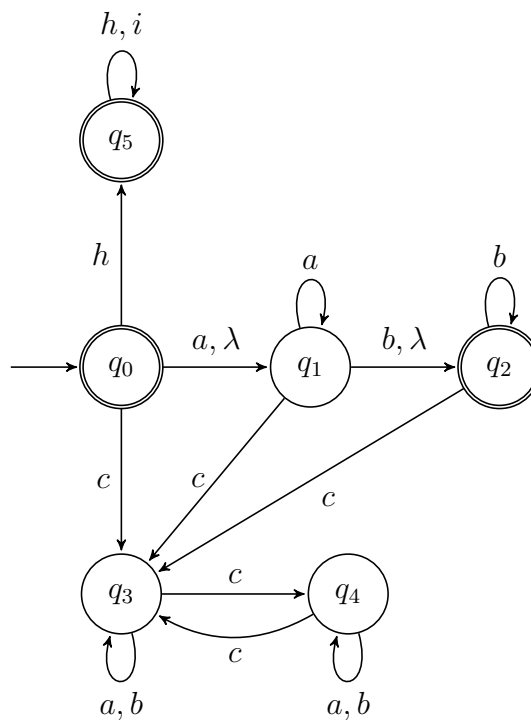 h, i
q₅
h
a
b
q₀
a, λ
q₁
b, λ
q₂
c
c
c
q₃
c
q₄
c
a, b
a, b